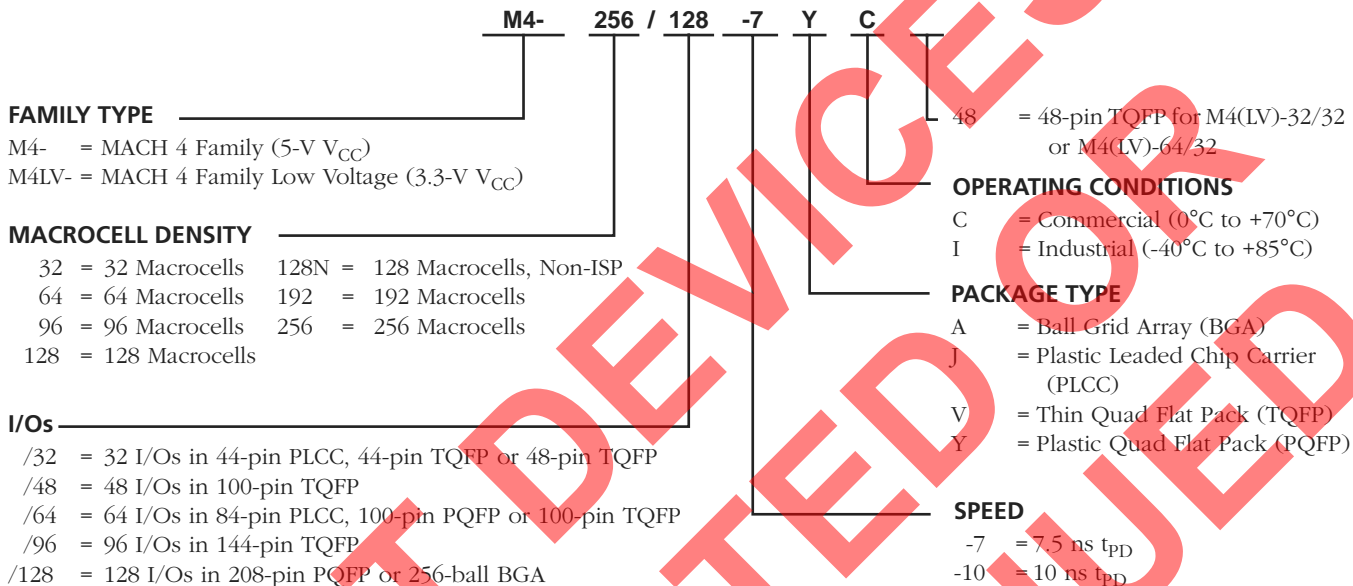 M4- 256 / 128 -7 Y C
FAMILY TYPE
M4- = MACH 4 Family (5-V VCC)
M4LV- = MACH 4 Family Low Voltage (3.3-V VCC)
MACROCELL DENSITY
32 = 32 Macrocells 128N = 128 Macrocells, Non-ISP
64 = 64 Macrocells 192 = 192 Macrocells
96 = 96 Macrocells 256 = 256 Macrocells
128 = 128 Macrocells
I/Os
/32 = 32 I/Os in 44-pin PLCC, 44-pin TQFP or 48-pin TQFP
/48 = 48 I/Os in 100-pin TQFP
/64 = 64 I/Os in 84-pin PLCC, 100-pin PQFP or 100-pin TQFP
/96 = 96 I/Os in 144-pin TQFP
/128 = 128 I/Os in 208-pin PQFP or 256-ball BGA
48 = 48-pin TQFP for M4(LV)-32/32
or M4(LV)-64/32
OPERATING CONDITIONS
C = Commercial (0°C to +70°C)
I = Industrial (-40°C to +85°C)
PACKAGE TYPE
A = Ball Grid Array (BGA)
J = Plastic Leaded Chip Carrier
(PLCC)
V = Thin Quad Flat Pack (TQFP)
Y = Plastic Quad Flat Pack (PQFP)
SPEED
-7 = 7.5 ns tPD
-10 = 10 ns tPD